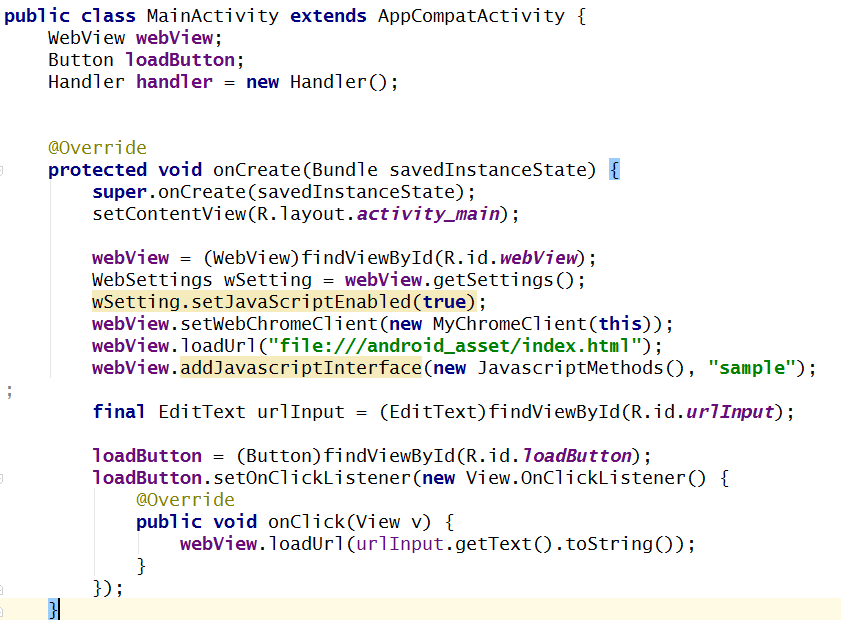 public class MainActivity extends AppCompatActivity {
    WebView webView;
    Button loadButton;
    Handler handler = new Handler();
    @Override
    protected void onCreate(Bundle savedInstanceState) {
        super.onCreate(savedInstanceState);
        setContentView(R.layout.activity_main);
        webView = (WebView)findViewById(R.id.webView);
        WebSettings wSetting = webView.getSettings();
        wSetting.setJavaScriptEnabled(true);
        webView.setWebChromeClient(new MyChromeClient(this));
        webView.loadUrl("file:///android_asset/index.html");
        webView.addJavascriptInterface(new JavascriptMethods(), "sample");
;
        final EditText urlInput = (EditText)findViewById(R.id.urlInput);
        loadButton = (Button)findViewById(R.id.loadButton);
        loadButton.setOnClickListener(new View.OnClickListener() {
            @Override
            public void onClick(View v) {
                webView.loadUrl(urlInput.getText().toString());
            }
        });
    }